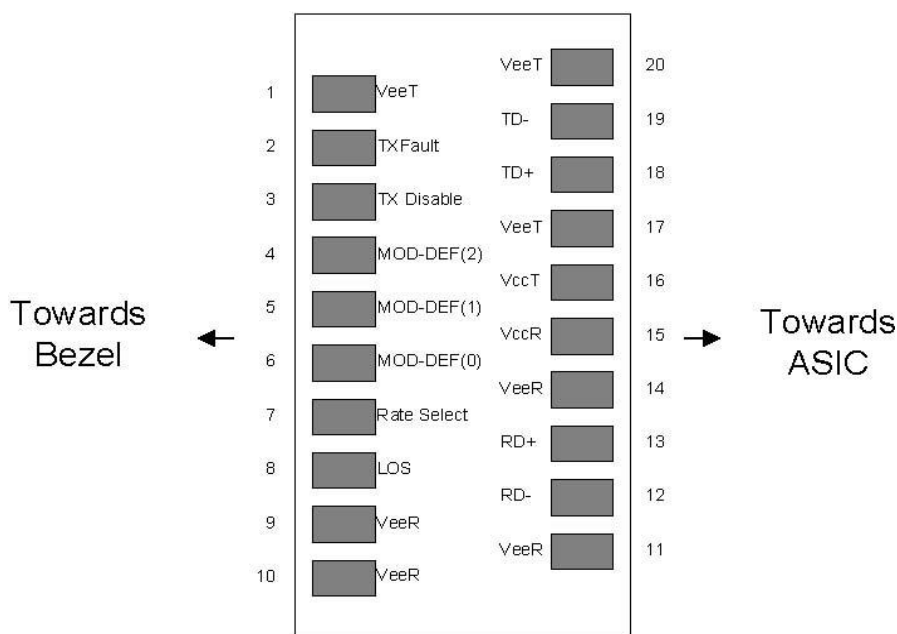 1 VeeT
2 TXFault
3 TX Disable
4 MOD-DEF(2)
5 MOD-DEF(1)
6 MOD-DEF(0)
7 Rate Select
8 LOS
9 VeeR
10 VeeR
VeeT 20
TD- 19
TD+ 18
VeeT 17
VccT 16
VccR 15
VeeR 14
RD+ 13
RD- 12
VeeR 11
Towards
Bezel
Towards
ASIC